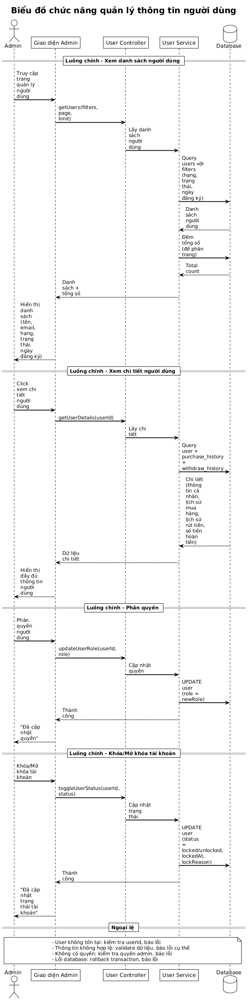 Biểu đồ chức năng quản lý thông tin người dùng
Admin
Giao diện Admin
User Controller
User Service
Database
Luồng chính - Xem danh sách người dùng
Truy cập
trang
quản lý
người
dùng
getUsers(filters,
page,
limit)
Lấy danh
sách
người
dùng
Query
users với
filters
(hạng,
trạng
thái,
ngày
đăng ký)
Danh
sách
người
dùng
Đếm
tổng số
(để phân
trang)
Total
count
Danh
sách +
tổng số
Hiển thị
danh
sách
(tên,
email,
hạng,
trạng
thái,
ngày
đăng ký)
Luồng chính - Xem chi tiết người dùng
Click
xem chi
tiết
người
dùng
getUserDetails(userId)
Lấy chi
tiết
Query
user +
purchase_history
+
withdraw_history
Chi tiết
(thông
tin cá
nhân,
lịch sử
mua
hàng,
lịch sử
rút tiền,
số tiền
hoàn
tiền)
Dữ liệu
chi tiết
Hiển thị
đầy đủ
thông tin
người
dùng
Luồng chính - Phân quyền
Phân
quyền
người
dùng
updateUserRole(userId,
role)
Cập nhật
quyền
UPDATE
user
(role =
newRole)
Thành
công
"Đã cập
nhật
quyền"
Luồng chính - Khóa/Mở khóa tài khoản
Khóa/Mở
khóa tài
khoản
toggleUserStatus(userId,
status)
Cập nhật
trạng
thái
UPDATE
user
(status
=
locked/unlocked,
lockedAt,
lockReason)
Thành
công
"Đã cập
nhật
trạng
thái tài
khoản"
Ngoại lệ
- User không tồn tại: kiểm tra userId, báo lỗi
- Thông tin không hợp lệ: validate dữ liệu, báo lỗi cụ thể
- Không có quyền: kiểm tra quyền admin, báo lỗi
- Lỗi database: rollback transaction, báo lỗi
Admin
Giao diện Admin
User Controller
User Service
Database